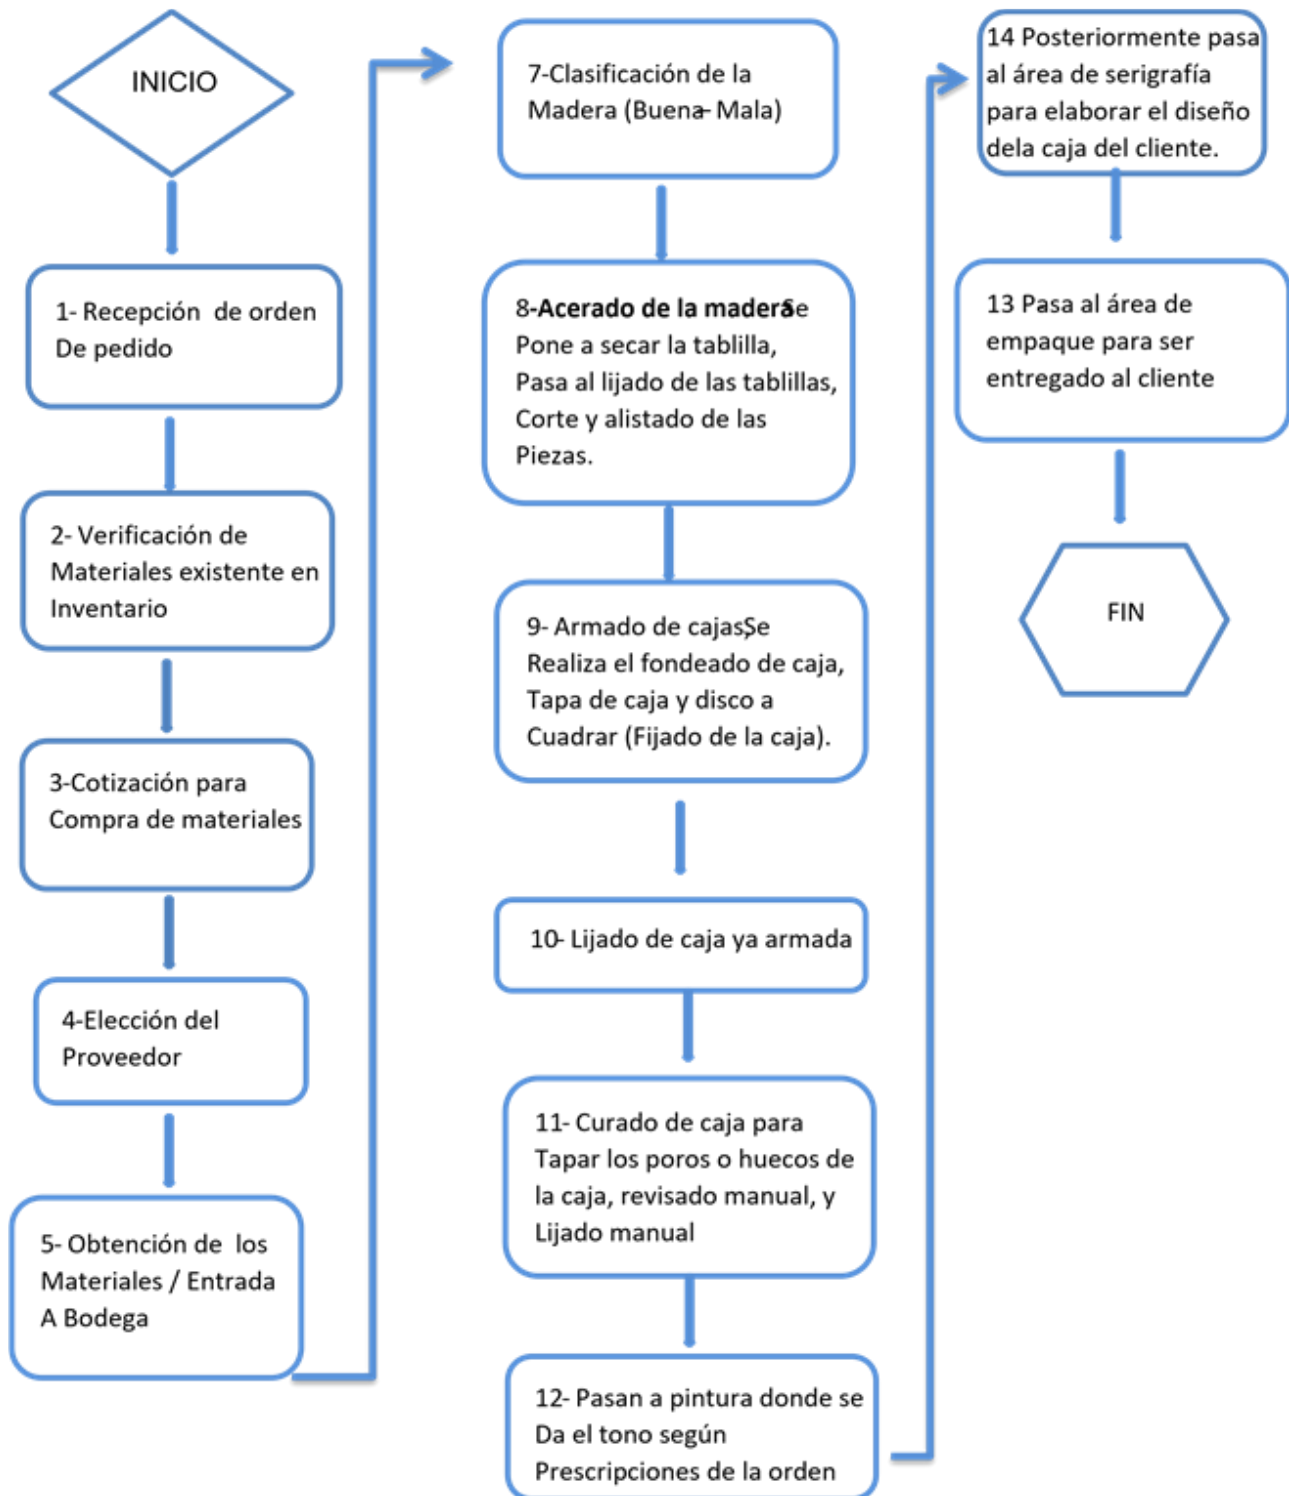 INICIO
1- Recepción de orden
De pedido
2- Verificación de
Materiales existente en
Inventario
3-Cotización para
Compra de materiales
4-Elección del
Proveedor
5- Obtención de los
Materiales / Entrada
A Bodega
7-Clasificación de la
Madera (Buena- Mala)
8-Acerado de la madera Se
Pone a secar la tablilla,
Pasa al lijado de las tablillas,
Corte y alistado de las
Piezas.
9- Armado de cajas, Se
Realiza el fondeado de caja,
Tapa de caja y disco a
Cuadrar (Fijado de la caja).
10- Lijado de caja ya armada
11- Curado de caja para
Tapar los poros o huecos de
la caja, revisado manual, y
Lijado manual
12- Pasan a pintura donde se
Da el tono según
Prescripciones de la orden
14 Posteriormente pasa
al área de serigrafía
para elaborar el diseño
dela caja del cliente.
13 Pasa al área de
empaque para ser
entregado al cliente
FIN